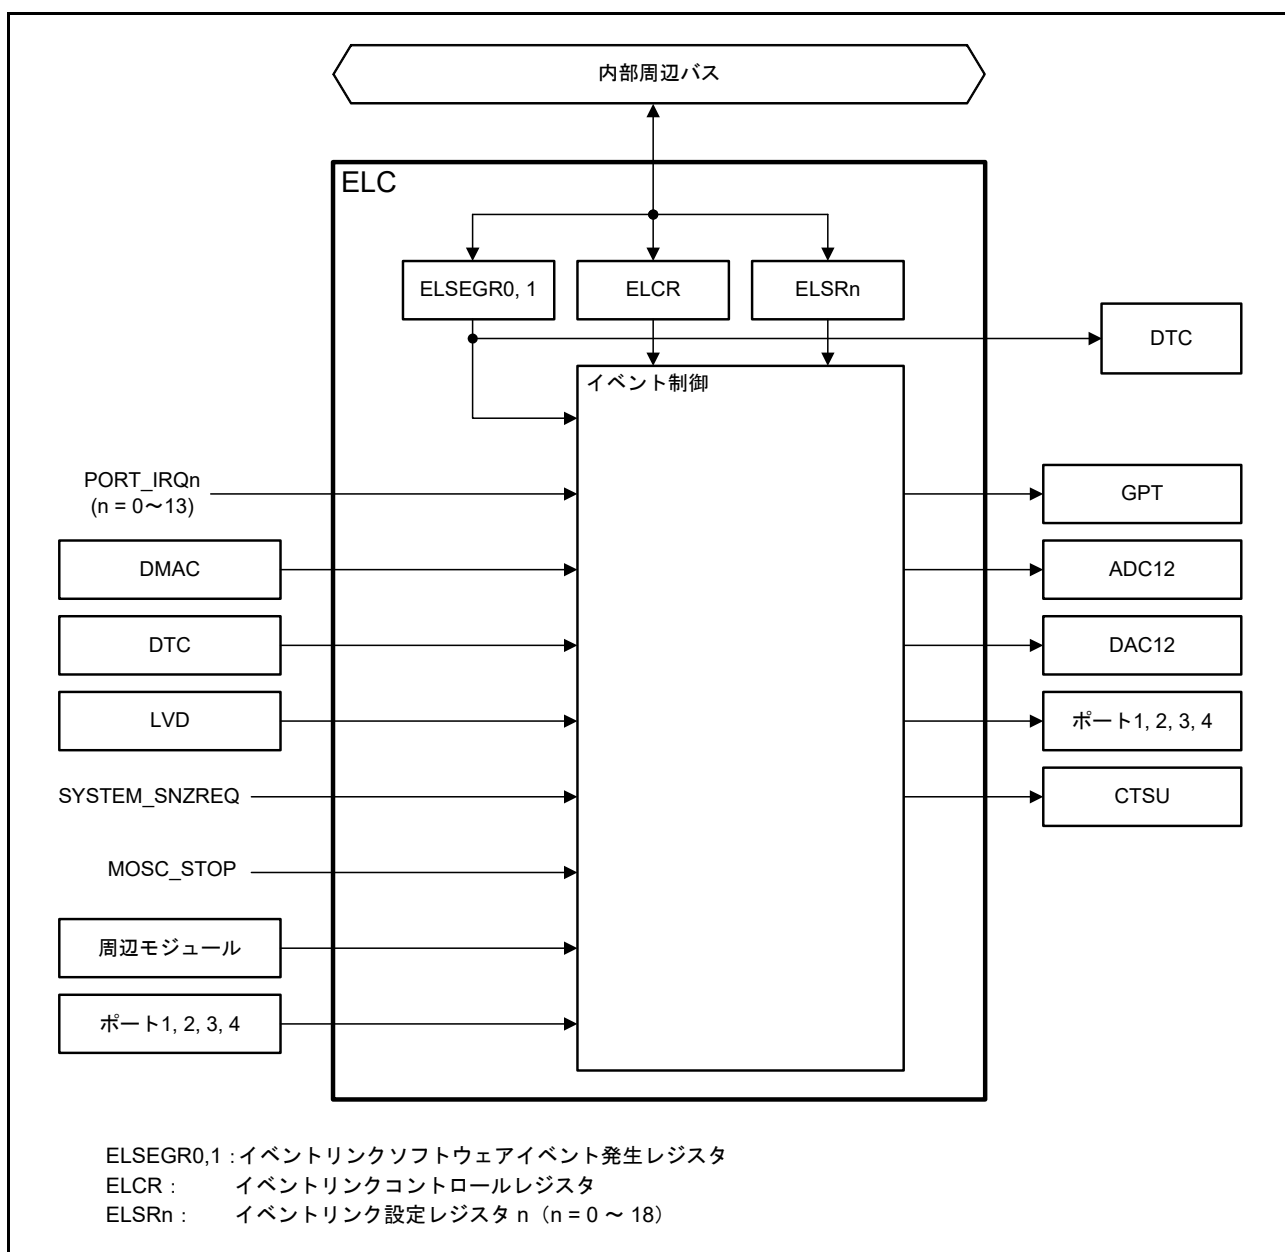 内部周辺バス
ELC
ELSEGR0, 1
ELCR
ELSRn
DTC
イベント制御
PORT_IRQn
(n = 0～13)
GPT
DMAC
ADC12
DTC
DAC12
LVD
ポート1, 2, 3, 4
SYSTEM_SNZREQ
CTSU
MOSC_STOP
周辺モジュール
ポート1, 2, 3, 4
ELSEGR0,1 : イベントリンクソフトウェアイベント発生レジスタ
ELCR : イベントリンクコントロールレジスタ
ELSRn : イベントリンク設定レジスタ n（n = 0 ～ 18）